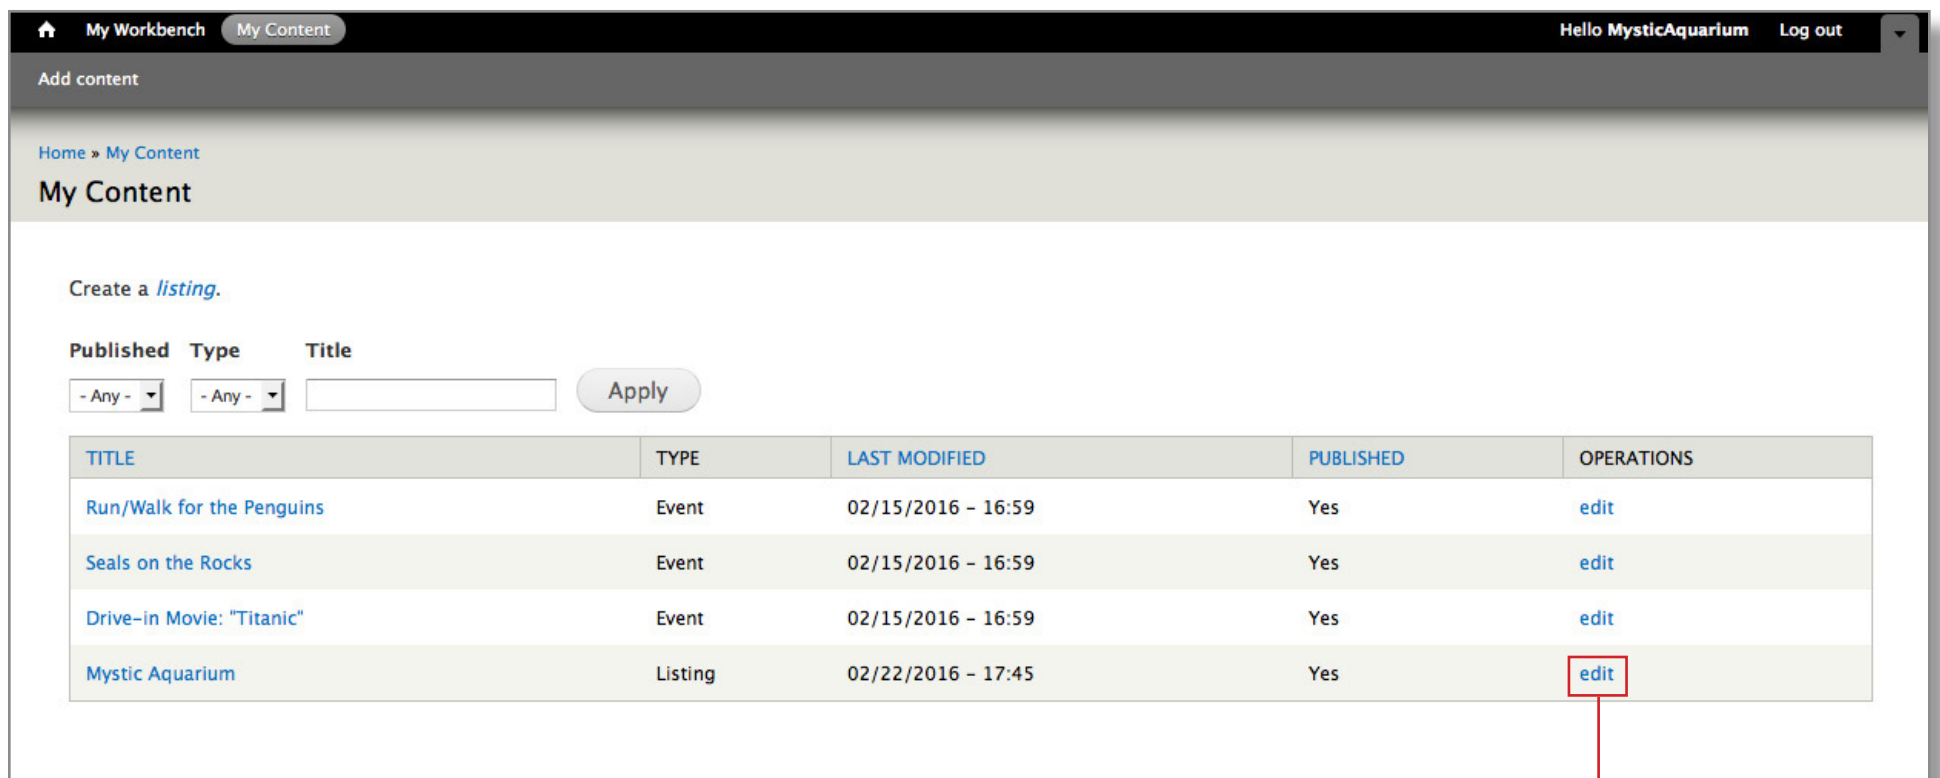 My Workbench My Content Hello MysticAquarium Log out
Add content
Home » My Content
My Content
Create a listing.
Published Type Title
- Any - - Any - Apply
TITLE TYPE LAST MODIFIED PUBLISHED OPERATIONS
Run/Walk for the Penguins Event 02/15/2016 - 16:59 Yes edit
Seals on the Rocks Event 02/15/2016 - 16:59 Yes edit
Drive-in Movie: "Titanic" Event 02/15/2016 - 16:59 Yes edit
Mystic Aquarium Listing 02/22/2016 - 17:45 Yes edit